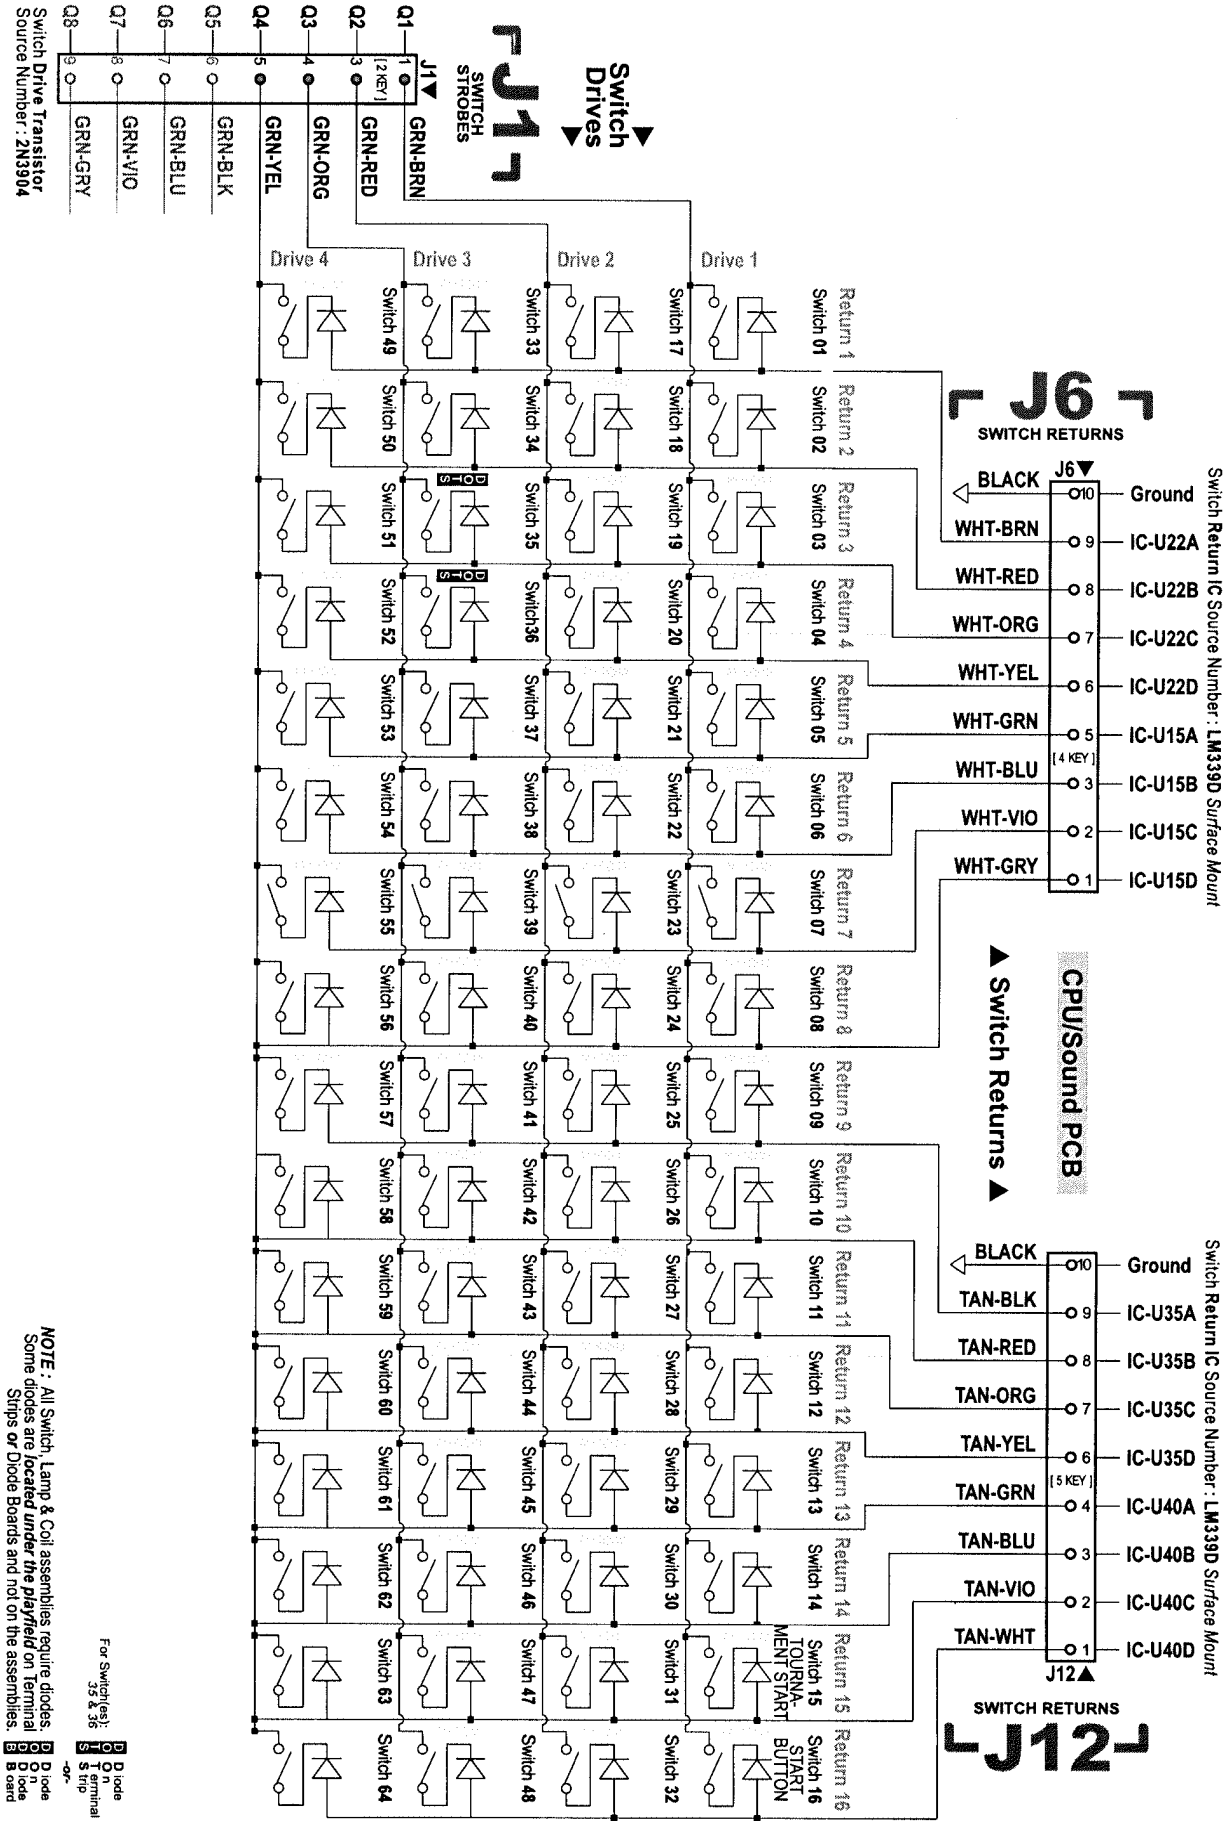 Switch Return IC Source Number : LM339D Surface Mount
J6
SWITCH RETURNS
J6▼
BLACK 10 Ground
WHT-BRN 9 IC-U22A
WHT-RED 8 IC-U22B
WHT-ORG 7 IC-U22C
WHT-YEL 6 IC-U22D
WHT-GRN 5 IC-U15A
[4 KEY]
WHT-BLU 3 IC-U15B
WHT-VIO 2 IC-U15C
WHT-GRY 1 IC-U15D
CPU/Sound PCB
▲ Switch Returns ▲
Switch Return IC Source Number : LM339D Surface Mount
BLACK 10 Ground
TAN-BLK 9 IC-U35A
TAN-RED 8 IC-U35B
TAN-ORG 7 IC-U35C
TAN-YEL 6 IC-U35D
[5 KEY]
TAN-GRN 4 IC-U40A
TAN-BLU 3 IC-U40B
TAN-VIO 2 IC-U40C
TAN-WHT 1 IC-U40D
J12▲
SWITCH RETURNS
J12
Switch
Drives
J1
SWITCH
STROBES
J1▼
Q1 1 GRN-BRN
[2 KEY]
Q2 3 GRN-RED
Q3 4 GRN-ORG
Q4 5 GRN-YEL
Q5 6 GRN-BLK
Q6 7 GRN-BLU
Q7 8 GRN-VIO
Q8 9 GRN-GRY
Switch Drive Transistor
Source Number : 2N3904
Return 1
Return 2
Return 3
Return 4
Return 5
Return 6
Return 7
Return 8
Return 9
Return 10
Return 11
Return 12
Return 13
Return 14
Return 15
Return 16
Drive 1
Switch 01
Switch 02
Switch 03
Switch 04
Switch 05
Switch 06
Switch 07
Switch 08
Switch 09
Switch 10
Switch 11
Switch 12
Switch 13
Switch 14
Switch 15
TOURNA-
MENT START
Switch 16
START
BUTTON
Drive 2
Switch 17
Switch 18
Switch 19
Switch 20
Switch 21
Switch 22
Switch 23
Switch 24
Switch 25
Switch 26
Switch 27
Switch 28
Switch 29
Switch 30
Switch 31
Switch 32
Drive 3
Switch 33
Switch 34
Switch 35
Switch36
Switch 37
Switch 38
Switch 39
Switch 40
Switch 41
Switch 42
Switch 43
Switch 44
Switch 45
Switch 46
Switch 47
Switch 48
DOTS
DOTS
Drive 4
Switch 49
Switch 50
Switch 51
Switch 52
Switch 53
Switch 54
Switch 55
Switch 56
Switch 57
Switch 58
Switch 59
Switch 60
Switch 61
Switch 62
Switch 63
Switch 64
NOTE : All Switch, Lamp & Coil assemblies require diodes.
Some diodes are located under the playfield on Terminal
Strips or Diode Boards and not on the assemblies.
For Switch(es):
35 & 36
D Diode
O On
T Terminal
S Strip
-or-
D Diode
O On
D Diode
B Board